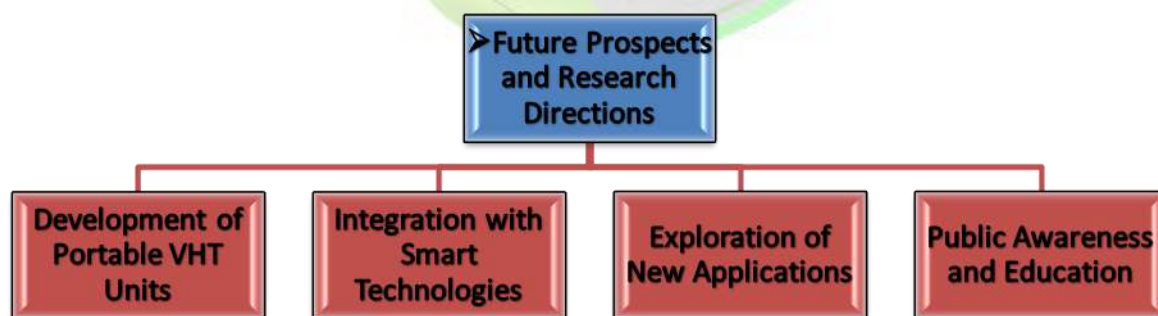 ➢Future Prospects
and Research
Directions
Development of
Portable VHT
Units
Integration with
Smart
Technologies
Exploration of
New Applications
Public Awareness
and Education